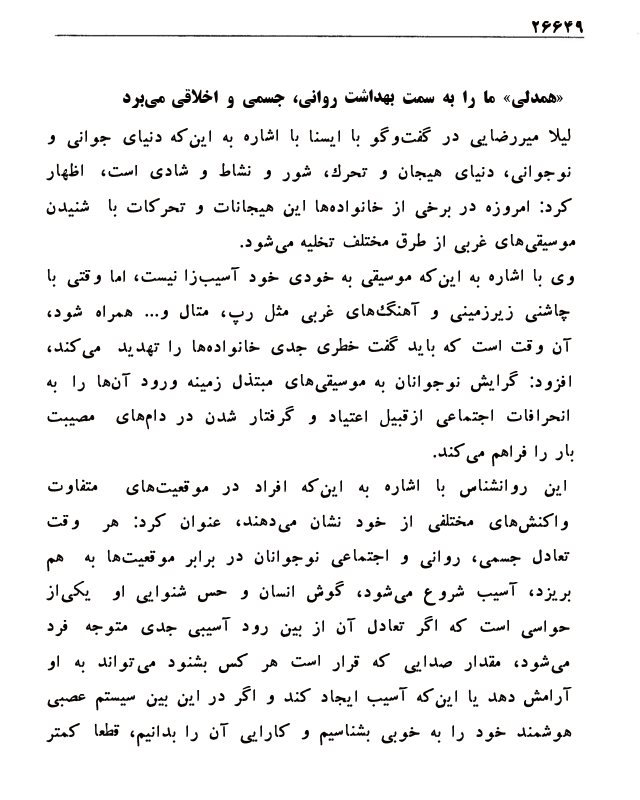 ۲۶۶۴۹
«همدلی» ما را به سمت بهداشت روانی، جسمی و اخلاقی می‌برد
لیلا میررضایی در گفت‌وگو با ایسنا با اشاره به این‌که دنیای جوانی و
نوجوانی، دنیای هیجان و تحرك، شور و نشاط و شادی است، اظهار
کرد: امروزه در برخی از خانواده‌ها این هیجانات و تحرکات با شنیدن
موسیقی‌های غربی از طرق مختلف تخلیه می‌شود.
وی با اشاره به این‌که موسیقی به خودی خود آسیب‌زا نیست، اما وقتی با
چاشنی زیرزمینی و آهنگ‌های غربی مثل رپ، متال و... همراه شود،
آن وقت است که باید گفت خطری جدی خانواده‌ها را تهدید می‌کند،
افزود: گرایش نوجوانان به موسیقی‌های مبتذل زمینه ورود آن‌ها را به
انحرافات اجتماعی ازقبیل اعتیاد و گرفتار شدن در دام‌های مصیبت
بار را فراهم می‌کند.
این روانشناس با اشاره به این‌که افراد در موقعیت‌های متفاوت
واکنش‌های مختلفی از خود نشان می‌دهند، عنوان کرد: هر وقت
تعادل جسمی، روانی و اجتماعی نوجوانان در برابر موقعیت‌ها به هم
بریزد، آسیب شروع می‌شود، گوش انسان و حس شنوایی او یکی‌از
حواسی است که اگر تعادل آن از بین رود آسیبی جدی متوجه فرد
می‌شود، مقدار صدایی که قرار است هر کس بشنود می‌تواند به او
آرامش دهد یا این‌که آسیب ایجاد کند و اگر در این بین سیستم عصبی
هوشمند خود را به خوبی بشناسیم و کارایی آن را بدانیم، قطعا کمتر